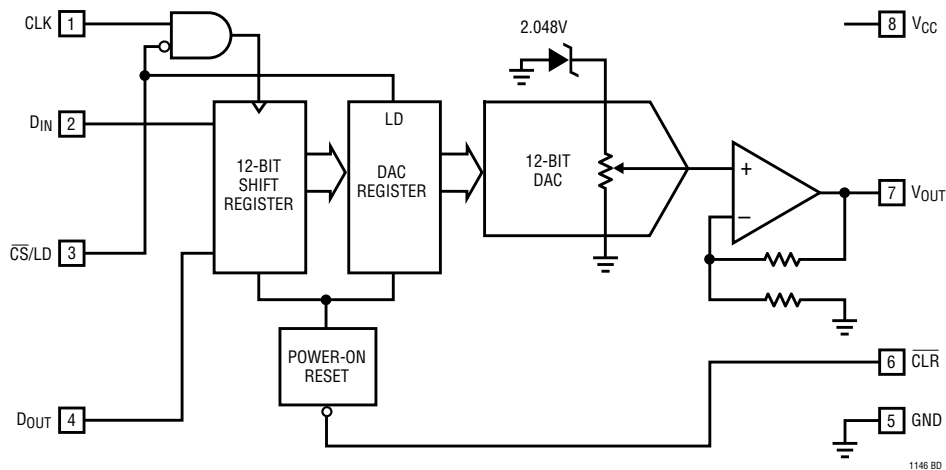 CLK 1
2.048V
8 VCC
DIN 2
LD
12-BIT
SHIFT
REGISTER
DAC
REGISTER
12-BIT
DAC
+
–
7 VOUT
CS/LD 3
POWER-ON
RESET
6 CLR
DOUT 4
5 GND
1146 BD